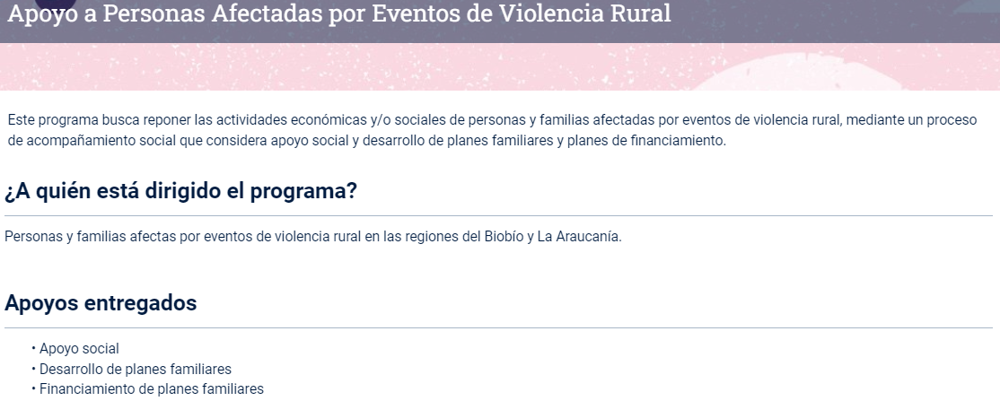 Apoyo a Personas Afectadas por Eventos de Violencia Rural
Este programa busca reponer las actividades económicas y/o sociales de personas y familias afectadas por eventos de violencia rural, mediante un proceso
de acompañamiento social que considera apoyo social y desarrollo de planes familiares y planes de financiamiento.
¿A quién está dirigido el programa?
Personas y familias afectas por eventos de violencia rural en las regiones del Biobío y La Araucanía.
Apoyos entregados
• Apoyo social
• Desarrollo de planes familiares
• Financiamiento de planes familiares